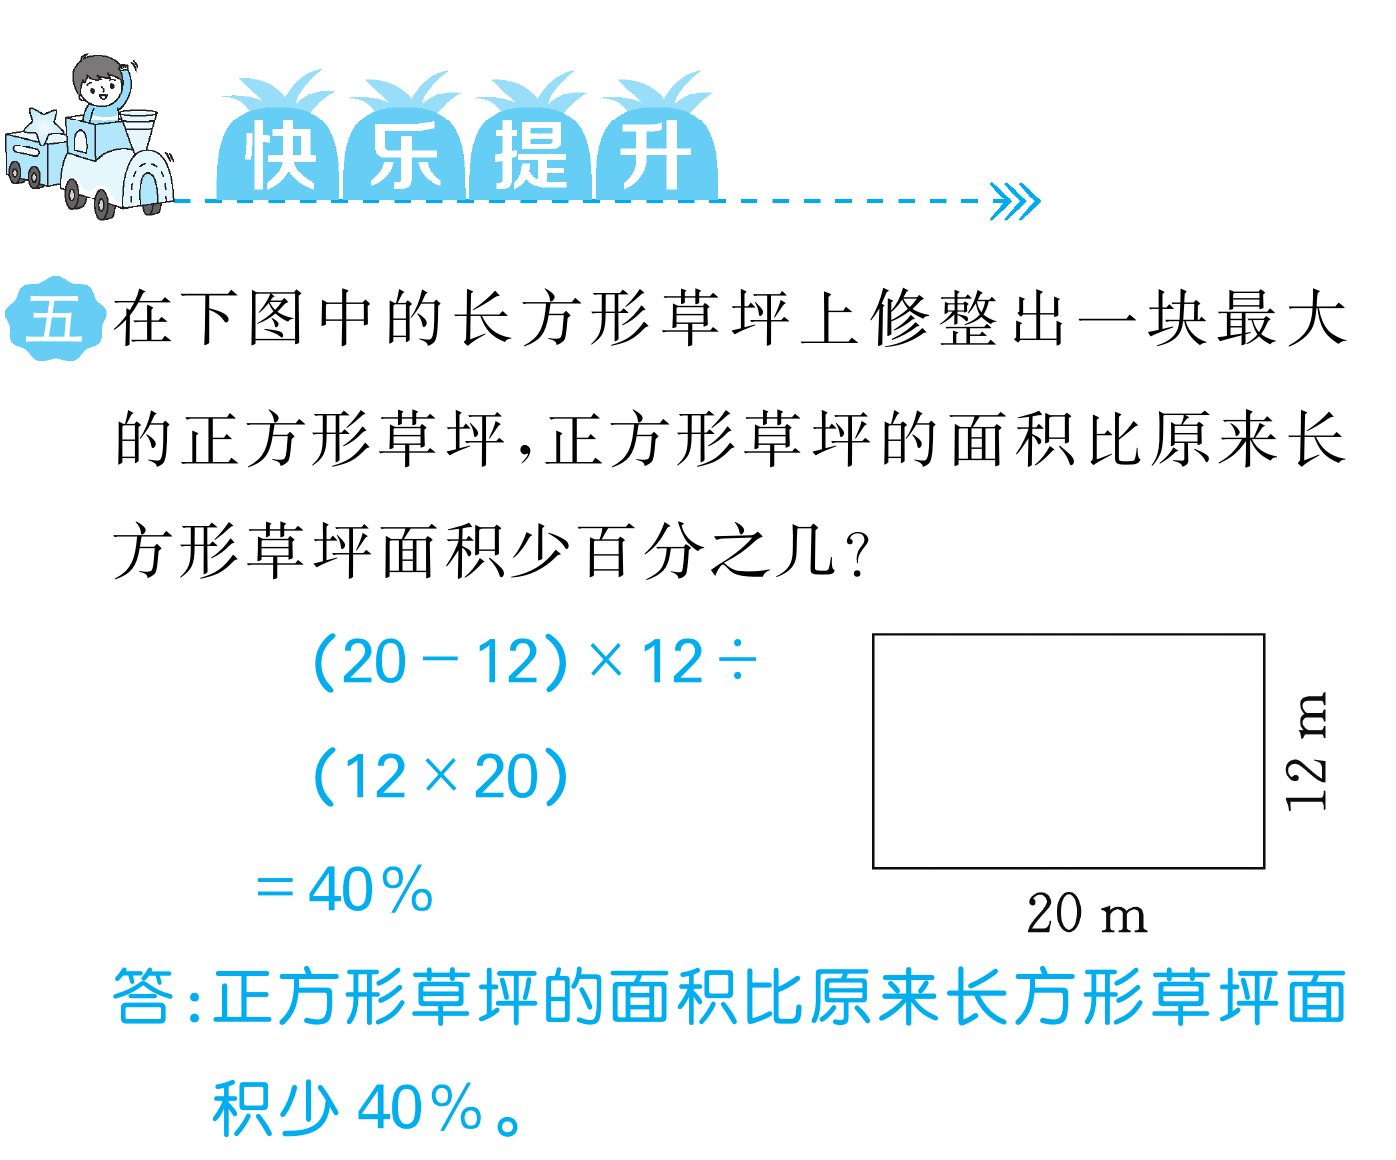 快乐提升
五 在下图中的长方形草坪上修整出一块最大
的正方形草坪,正方形草坪的面积比原来长
方形草坪面积少百分之几?
(20－12)×12÷
(12×20)
＝40%
12 m
20 m
答:正方形草坪的面积比原来长方形草坪面
积少 40%。